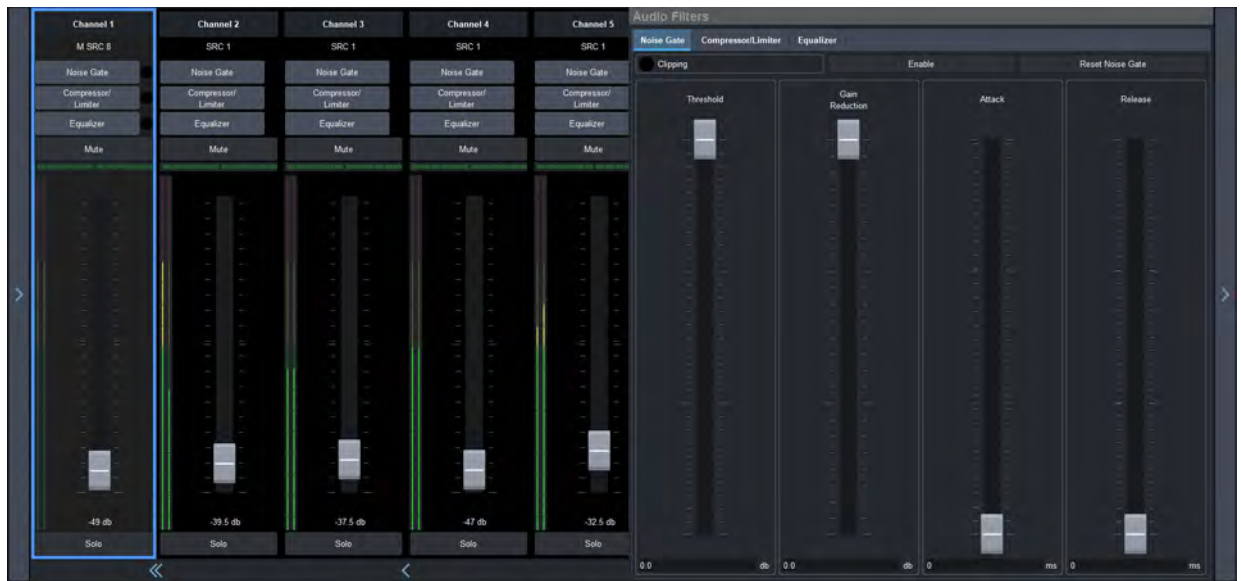 Channel 1
M SRC 8
Noise Gate
Compressor/
Limiter
Equalizer
Mute
-49 db
Solo
Channel 2
SRC 1
Noise Gate
Compressor/
Limiter
Equalizer
Mute
-39.5 db
Solo
Channel 3
SRC 1
Noise Gate
Compressor/
Limiter
Equalizer
Mute
-37.5 db
Solo
Channel 4
SRC 1
Noise Gate
Compressor/
Limiter
Equalizer
Mute
-47 db
Solo
Channel 5
SRC 1
Noise Gate
Compressor/
Limiter
Equalizer
Mute
-32.5 db
Solo
Audio Filters
Noise Gate Compressor/Limiter Equalizer
Clipping Enable Reset Noise Gate
Threshold
0.0 db
Gain
Reduction
0.0 db
Attack
0 ms
Release
0 ms